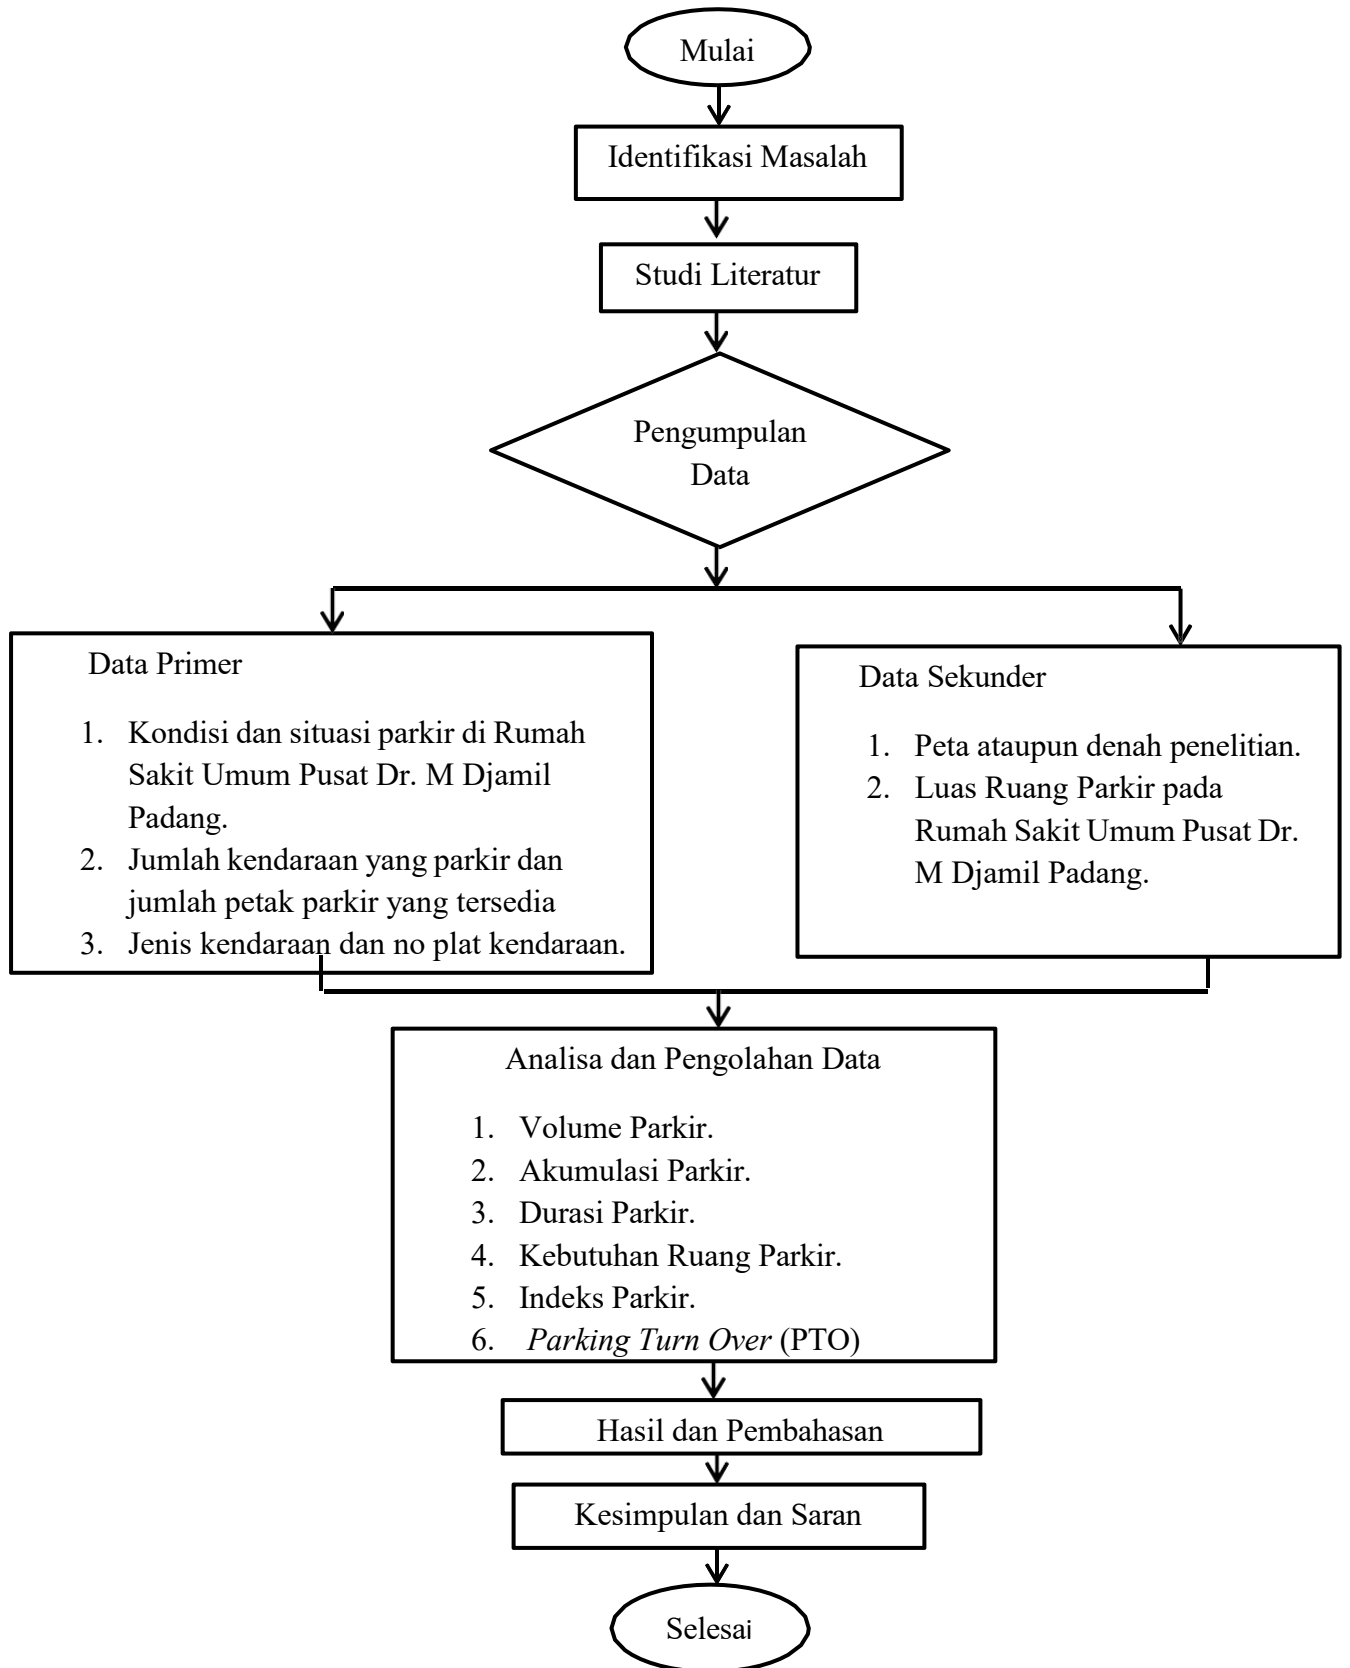 Mulai
Identifikasi Masalah
Studi Literatur
Pengumpulan
Data
Data Primer
1. Kondisi dan situasi parkir di Rumah
Sakit Umum Pusat Dr. M Djamil
Padang.
2. Jumlah kendaraan yang parkir dan
jumlah petak parkir yang tersedia
3. Jenis kendaraan dan no plat kendaraan.
Data Sekunder
1. Peta ataupun denah penelitian.
2. Luas Ruang Parkir pada
Rumah Sakit Umum Pusat Dr.
M Djamil Padang.
Analisa dan Pengolahan Data
1. Volume Parkir.
2. Akumulasi Parkir.
3. Durasi Parkir.
4. Kebutuhan Ruang Parkir.
5. Indeks Parkir.
6. Parking Turn Over (PTO)
Hasil dan Pembahasan
Kesimpulan dan Saran
Selesai